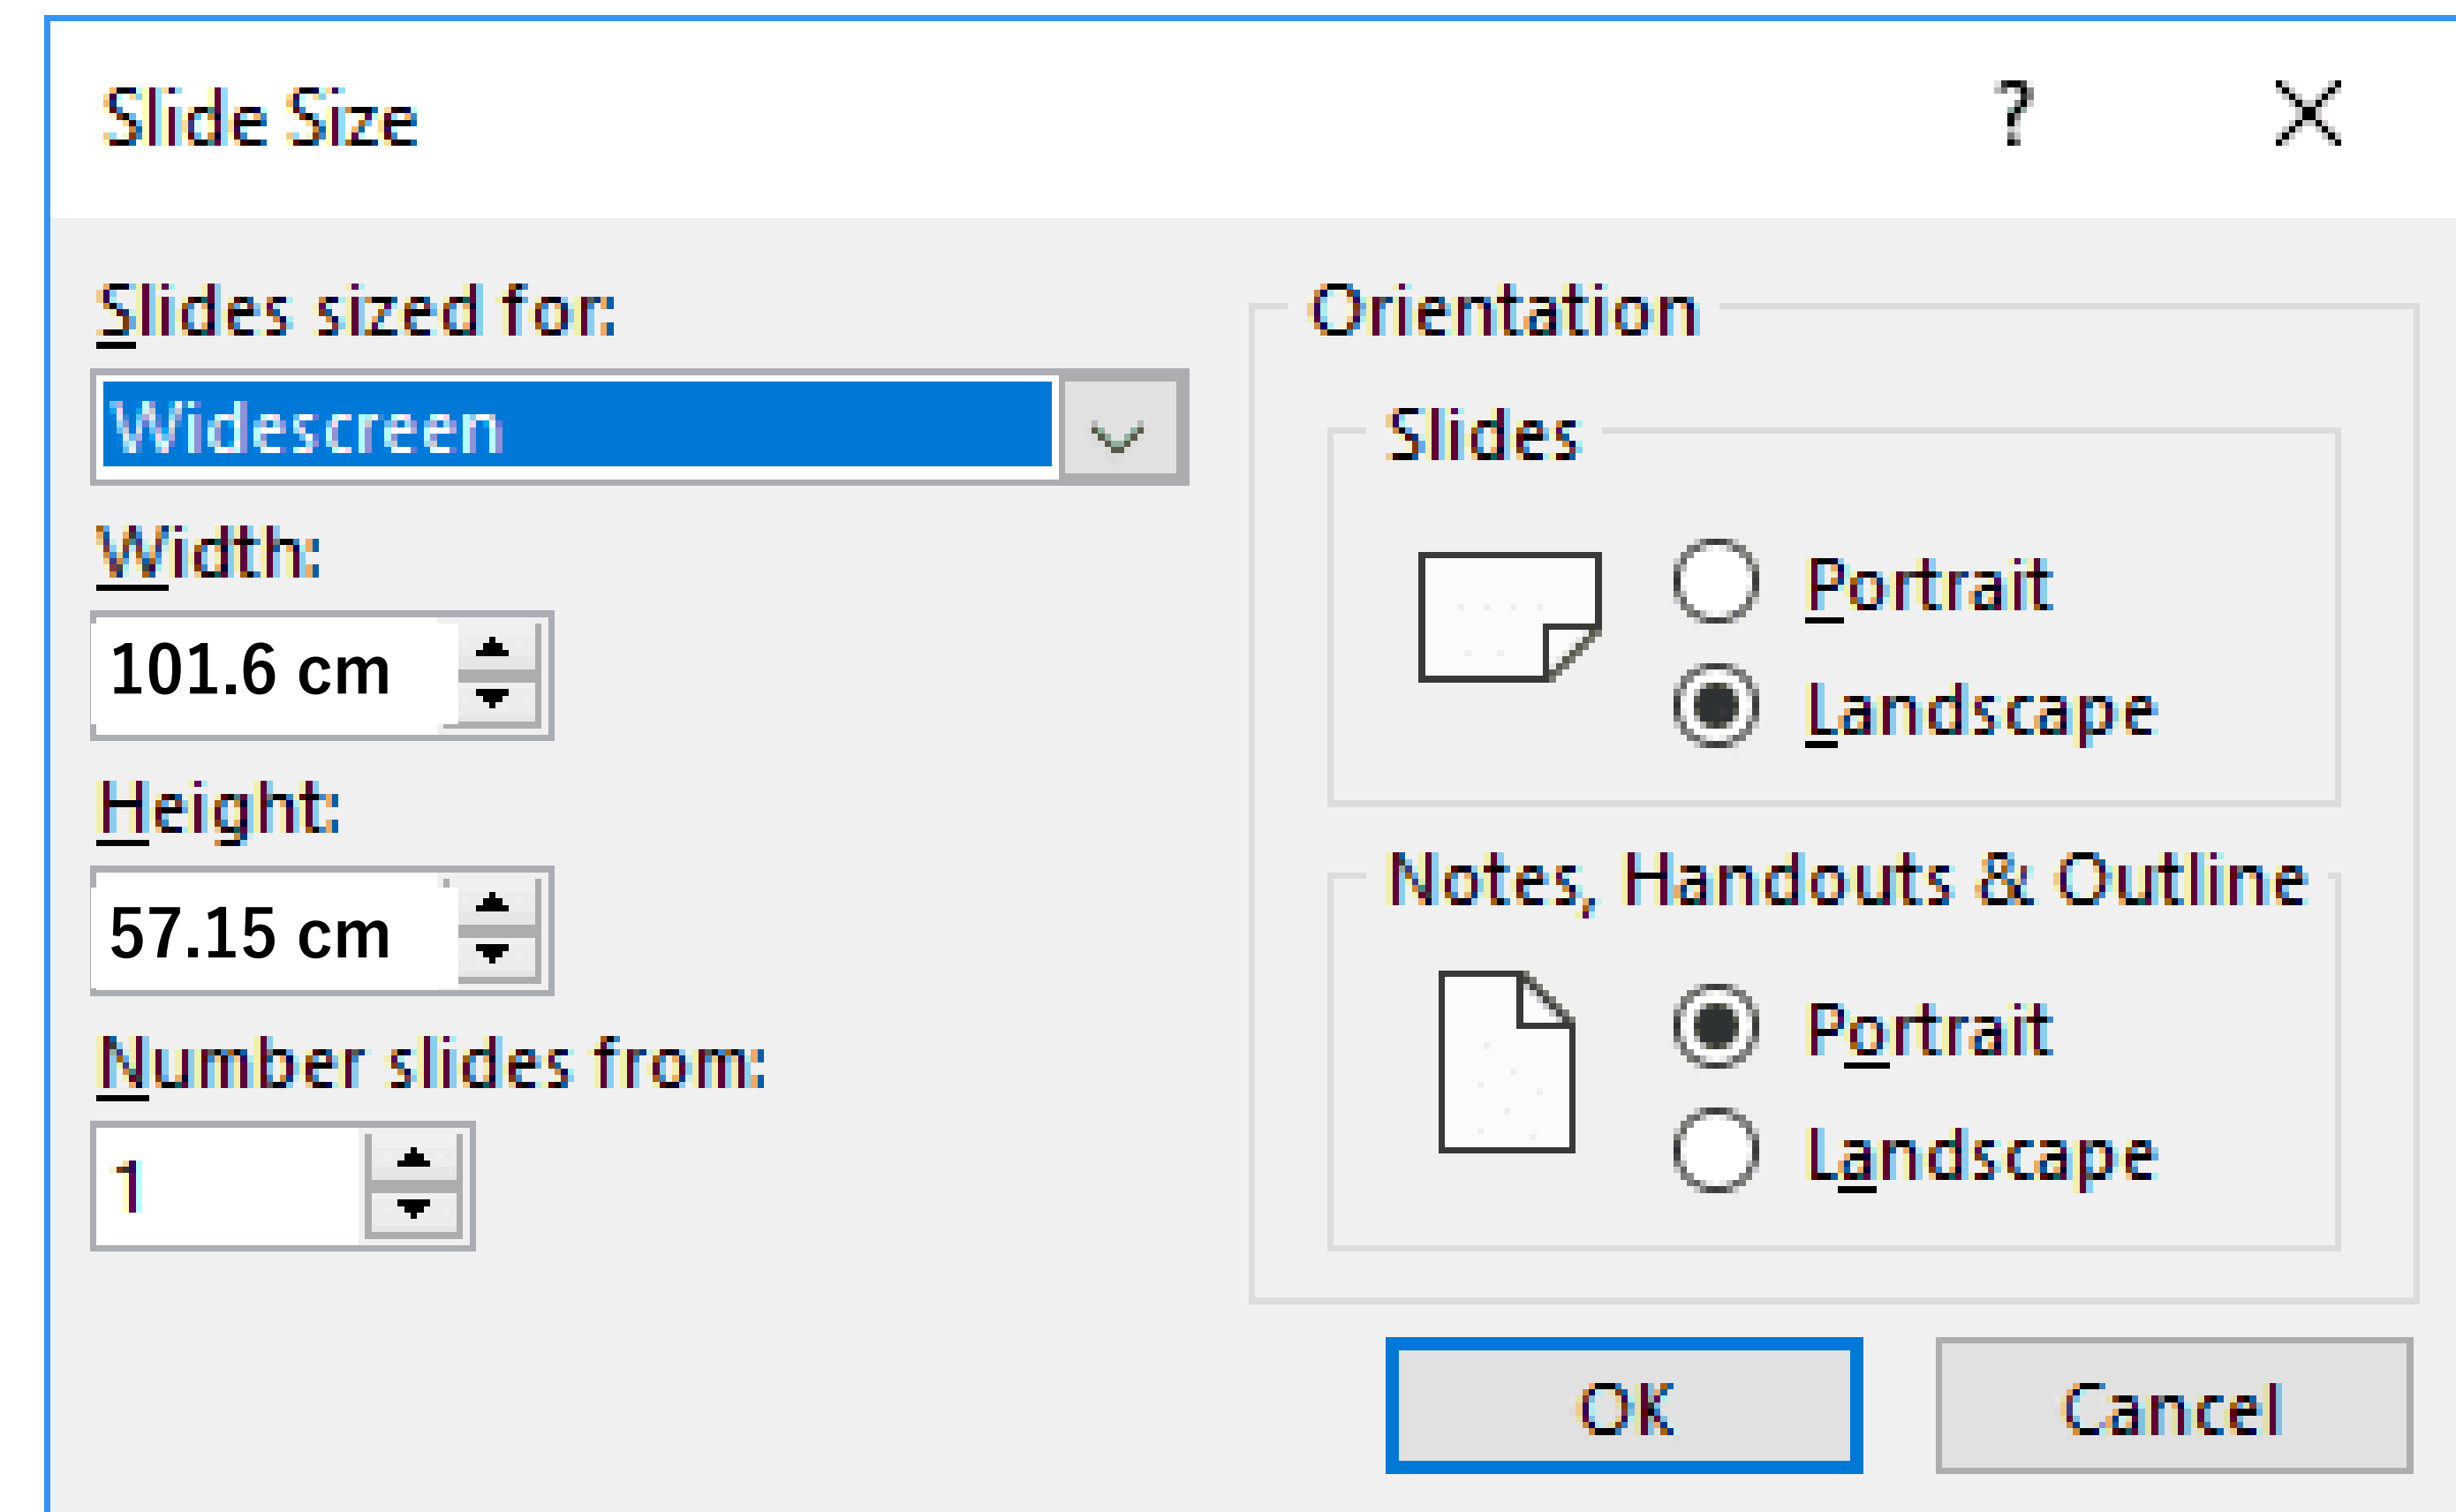 Slide Size
?
Slides sized for:
Widescreen
Width:
101.6 cm
Height:
57.15 cm
Number slides from:
1
Orientation
Slides
Portrait
Landscape
Notes, Handouts & Outline
Portrait
Landscape
OK
Cancel